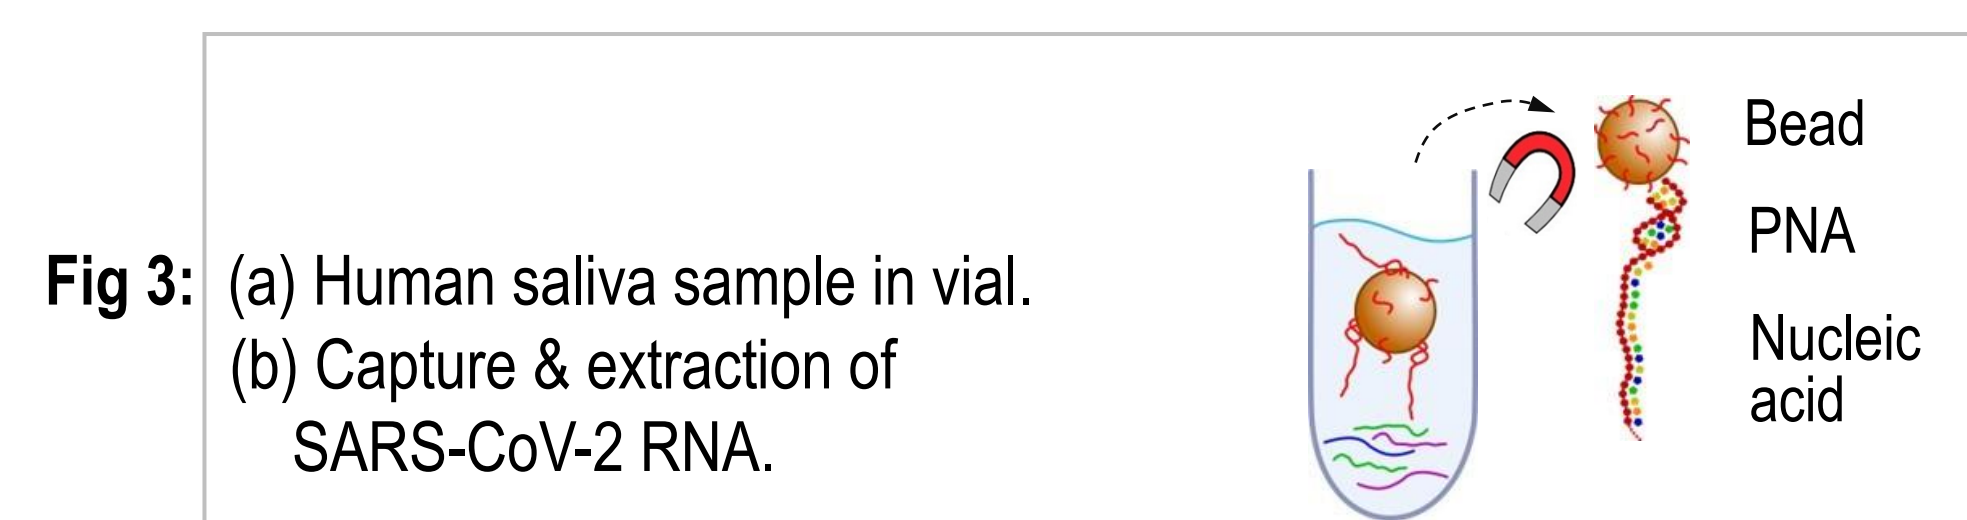 Fig 3: (a) Human saliva sample in vial.
(b) Capture & extraction of
SARS-CoV-2 RNA.
Bead
PNA
Nucleic
acid